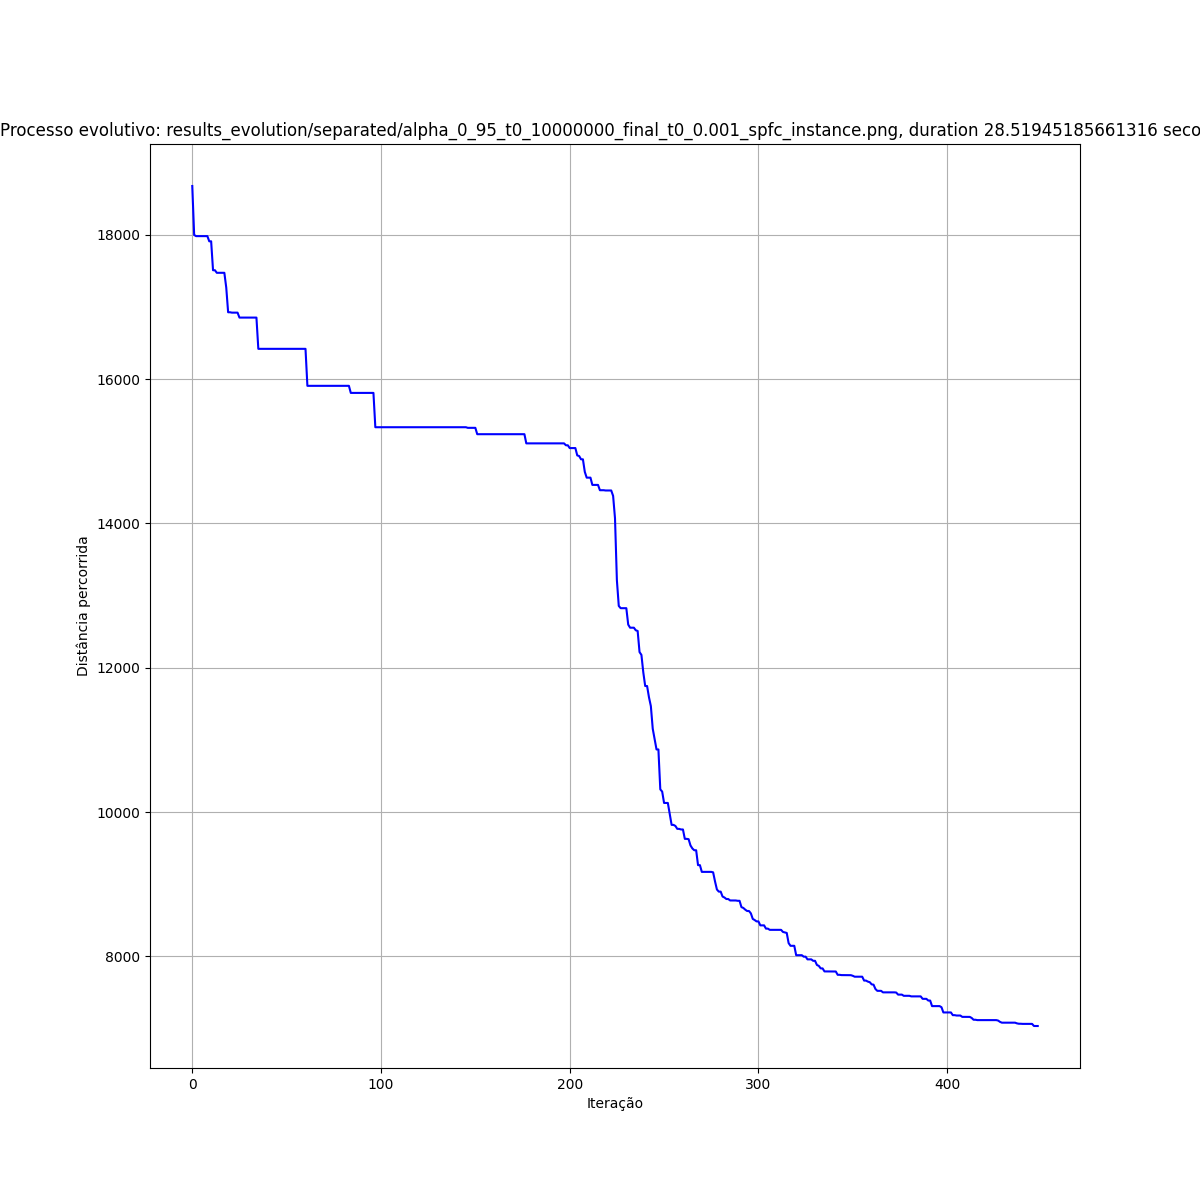 Processo evolutivo: results_evolution/separated/alpha_0_95_t0_10000000_final_t0_0.001_spfc_instance.png, duration 28.51945185661316 seco
18000
16000
14000
12000
10000
8000
Distância percorrida
0 100 200 300 400
Iteração